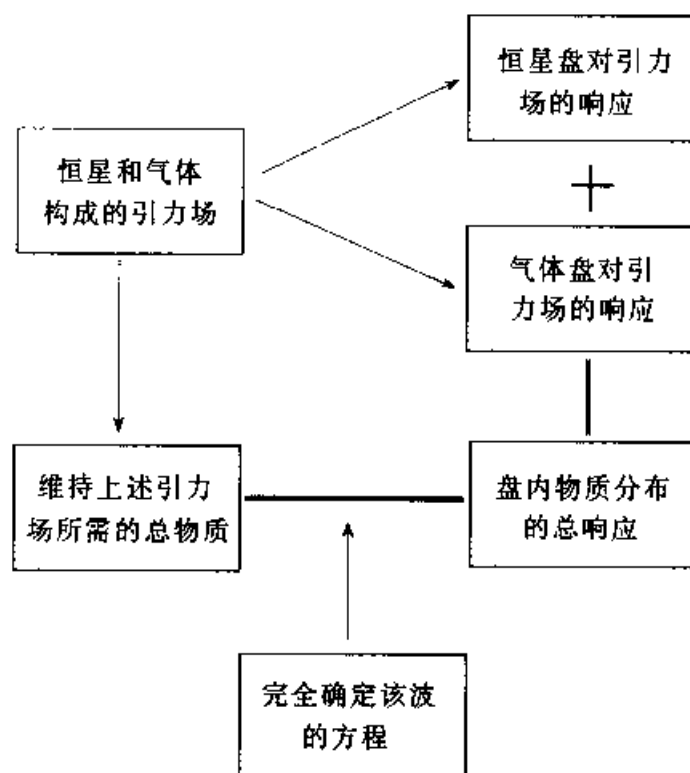 恒星盘对引力
场的响应
恒星和气体
构成的引力场
+
气体盘对引
力场的响应
维持上述引力
场所需的总物质
盘内物质分布
的总响应
完全确定该波
的方程